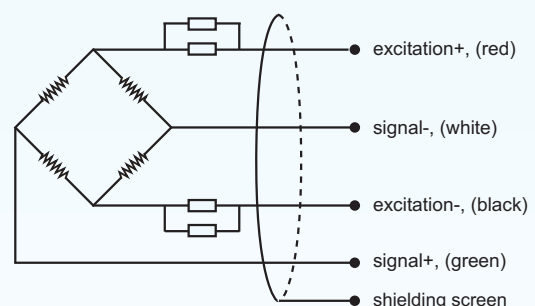 excitation+, (red)
signal-, (white)
excitation-, (black)
signal+, (green)
shielding screen